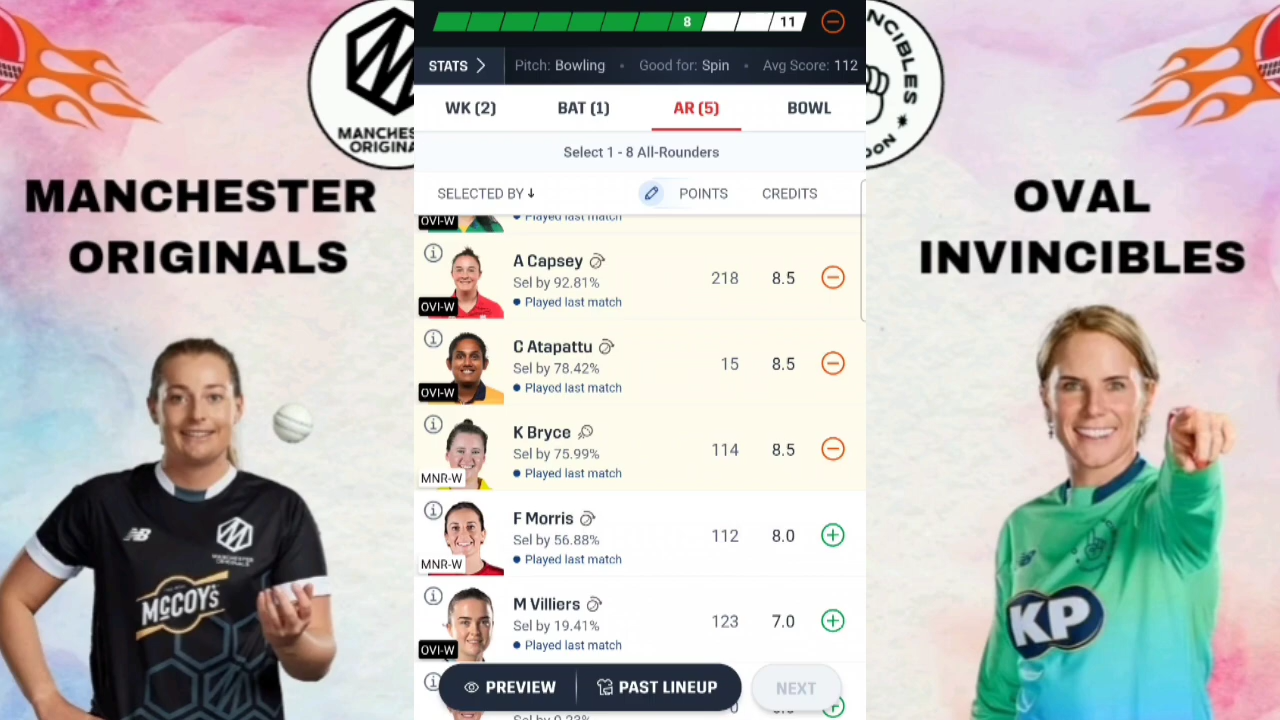 8
11
STATS
Pitch: Bowling • Good for: Spin • Avg Score: 112
WK (2)
BAT (1)
AR (5)
BOWL
Select 1 - 8 All-Rounders
SELECTED BY
POINTS
CREDITS
OVI-W
Played last match
A Capsey
Sel by 92.81%
218
8.5
Played last match
OVI-W
C Atapattu
Sel by 78.42%
15
8.5
Played last match
OVI-W
K Bryce
Sel by 75.99%
114
8.5
Played last match
MNR-W
F Morris
Sel by 56.88%
112
8.0
Played last match
MNR-W
M Villiers
Sel by 19.41%
123
7.0
Played last match
OVI-W
PREVIEW
PAST LINEUP
NEXT
MANCHESTER
ORIGINALS
McCOY'S
OVAL
INVINCIBLES
KP